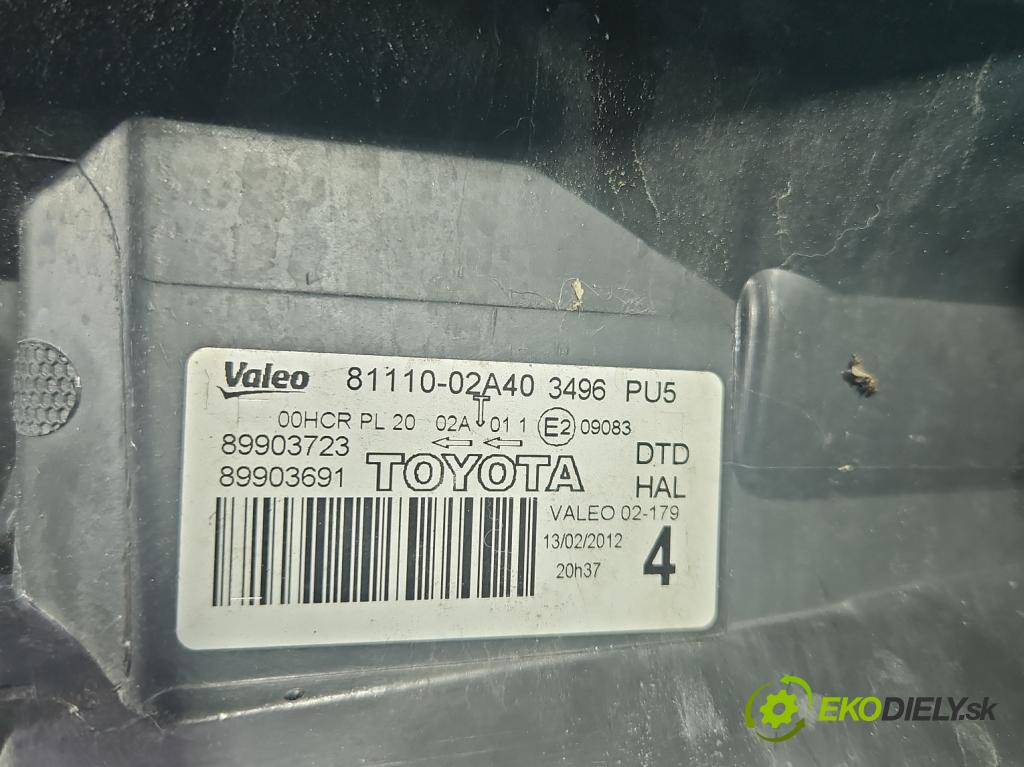 Valeo 81110-02A40 3496 PU5
00HCR PL 20 02A 01 1 E2 09083
89903723 DTD
89903691 TOYOTA HAL
VALEO 02-179
13/02/2012 4
20h37
EKODIELY.sk